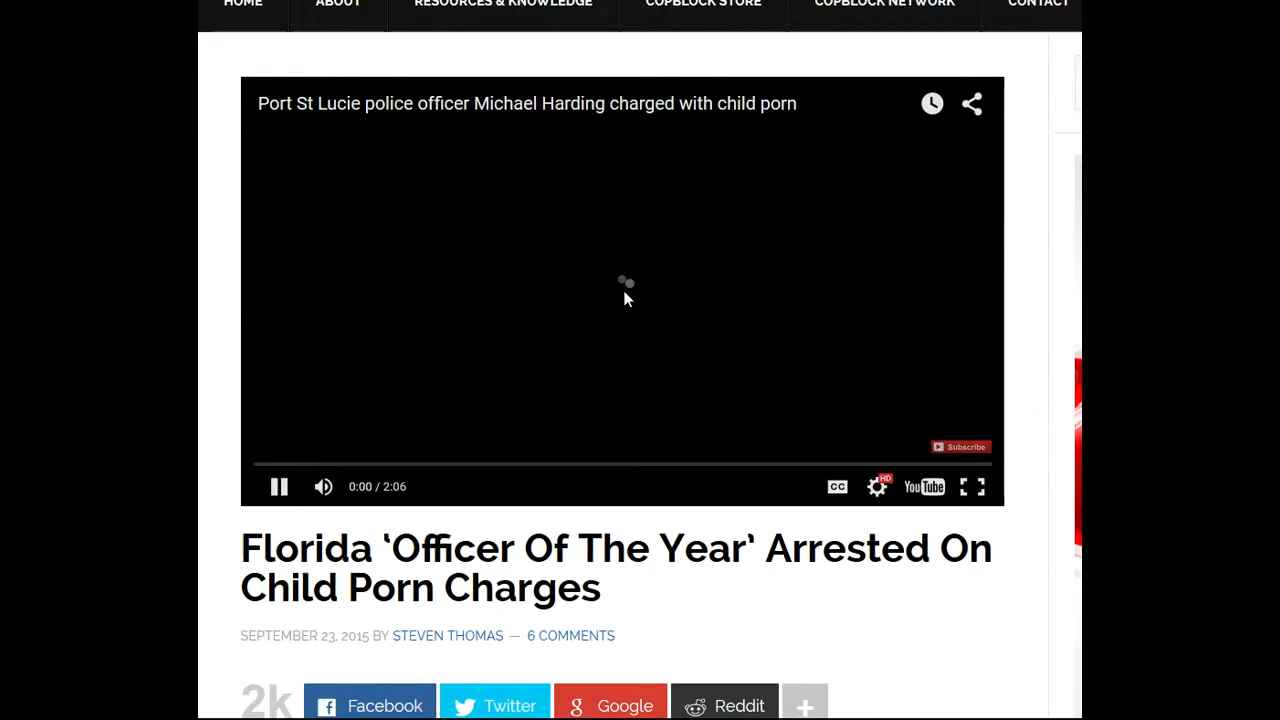 HOME ABOUT RESOURCES & KNOWLEDGE COPBLOCK STORE COPBLOCK NETWORK CONTACT
Port St Lucie police officer Michael Harding charged with child porn
Subscribe
0:00 / 2:06 CC HD YouTube
Florida ‘Officer Of The Year’ Arrested On
Child Porn Charges
SEPTEMBER 23, 2015 BY STEVEN THOMAS — 6 COMMENTS
2k Facebook Twitter Google Reddit